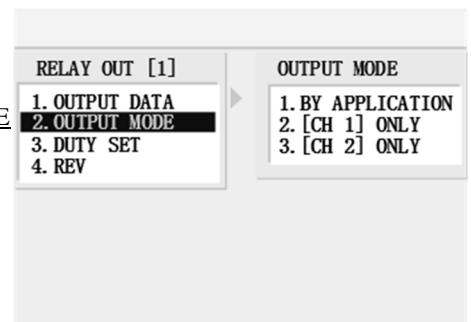 E
RELAY OUT [1]
1. OUTPUT DATA
2. OUTPUT MODE
3. DUTY SET
4. REV
OUTPUT MODE
1. BY APPLICATION
2. [CH 1] ONLY
3. [CH 2] ONLY